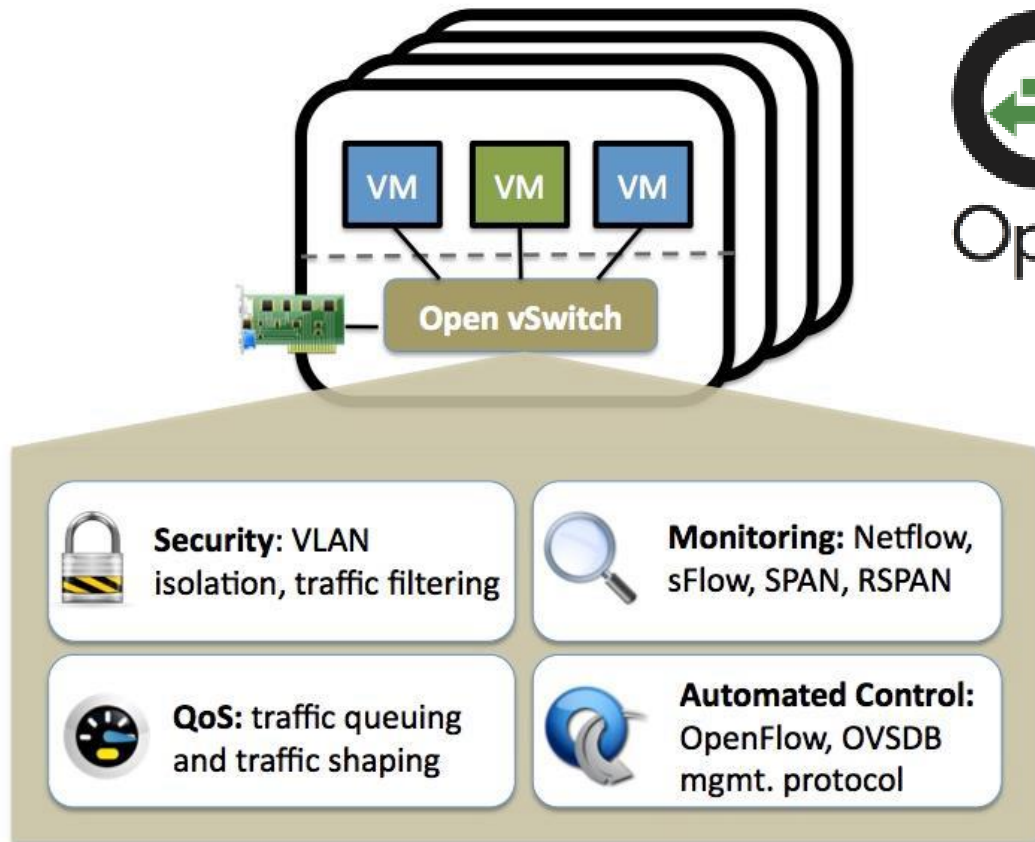 VM VM VM
Op
Open vSwitch
Security: VLAN
isolation, traffic filtering
Monitoring: Netflow,
sFlow, SPAN, RSPAN
QoS: traffic queuing
and traffic shaping
Automated Control:
OpenFlow, OVSDB
mgmt. protocol